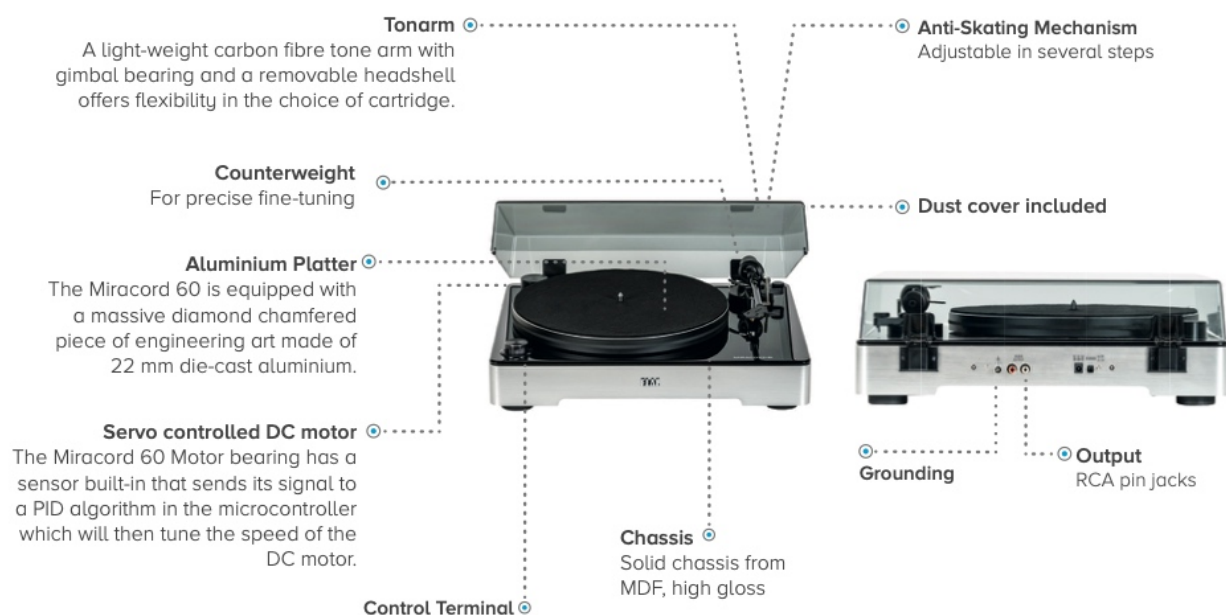 Tonarm
A light-weight carbon fibre tone arm with
gimbal bearing and a removable headshell
offers flexibility in the choice of cartridge.
Anti-Skating Mechanism
Adjustable in several steps
Counterweight
For precise fine-tuning
Dust cover included
Aluminium Platter
The Miracord 60 is equipped with
a massive diamond chamfered
piece of engineering art made of
22 mm die-cast aluminium.
Servo controlled DC motor
The Miracord 60 Motor bearing has a
sensor built-in that sends its signal to
a PID algorithm in the microcontroller
which will then tune the speed of the
DC motor.
Grounding
Output
RCA pin jacks
Chassis
Solid chassis from
MDF, high gloss
Control Terminal